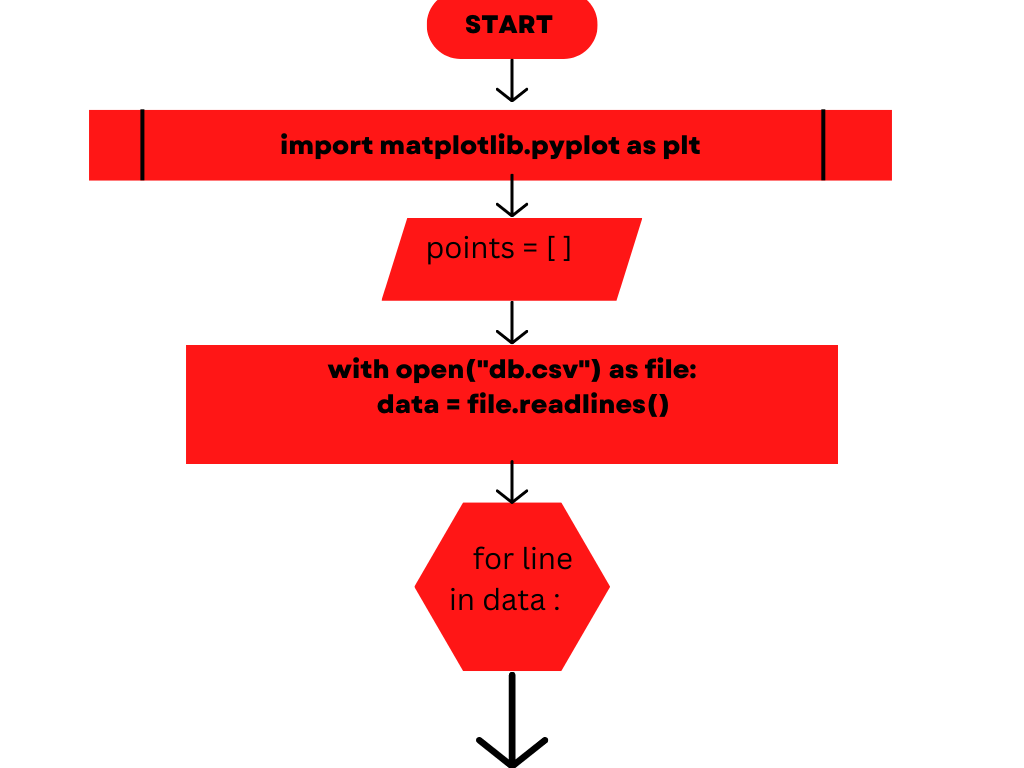 START
import matplotlib.pyplot as plt
points = [ ]
with open("db.csv") as file:
data = file.readlines()
for line
in data :